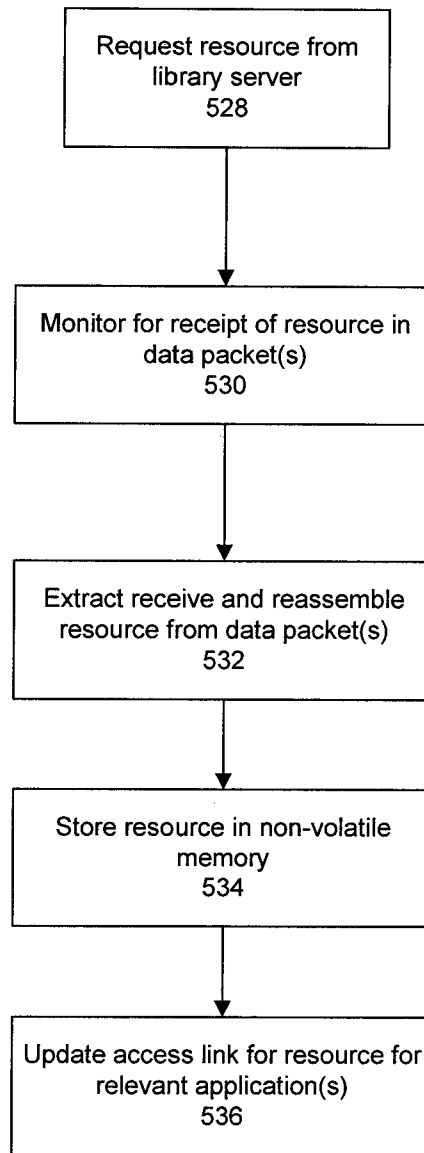 Request resource from
library server
528
Monitor for receipt of resource in
data packet(s)
530
Extract receive and reassemble
resource from data packet(s)
532
Store resource in non-volatile
memory
534
Update access link for resource for
relevant application(s)
536